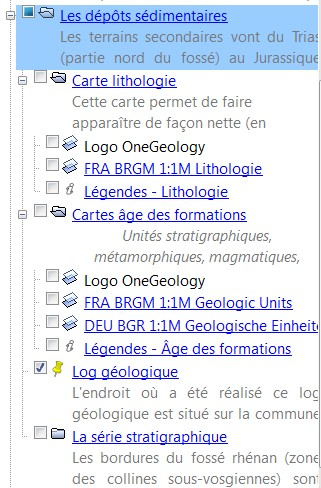 Les dépôts sédimentaires
Les terrains secondaires vont du Trias
(partie nord du fossé) au Jurassique
Carte lithologie
Cette carte permet de faire
apparaître de façon nette (en
Logo OneGeology
FRA BRGM 1:1M Lithologie
Légendes - Lithologie
Cartes âge des formations
Unités stratigraphiques,
métamorphiques, magmatiques,
Logo OneGeology
FRA BRGM 1:1M Geologic Units
DEU BGR 1:1M Geologische Einheite
Légendes - Âge des formations
Log géologique
L'endroit où a été réalisé ce log
géologique est situé sur la commune
La série stratigraphique
Les bordures du fossé rhénan (zone
des collines sous-vosgiennes) sont